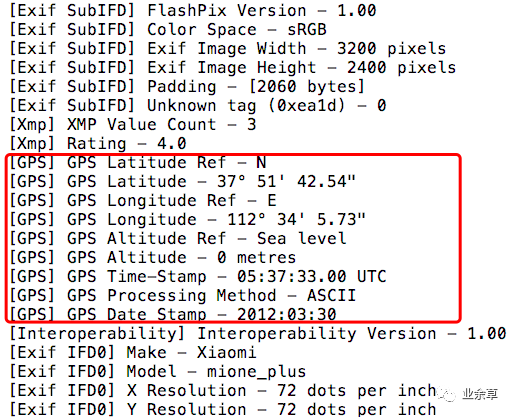 [Exif SubIFD] FlashPix Version - 1.00
[Exif SubIFD] Color Space - sRGB
[Exif SubIFD] Exif Image Width - 3200 pixels
[Exif SubIFD] Exif Image Height - 2400 pixels
[Exif SubIFD] Padding - [2060 bytes]
[Exif SubIFD] Unknown tag (0xea1d) - 0
[Xmp] XMP Value Count - 3
[Xmp] Rating - 4.0
[GPS] GPS Latitude Ref - N
[GPS] GPS Latitude - 37° 51' 42.54"
[GPS] GPS Longitude Ref - E
[GPS] GPS Longitude - 112° 34' 5.73"
[GPS] GPS Altitude Ref - Sea level
[GPS] GPS Altitude - 0 metres
[GPS] GPS Time-Stamp - 05:37:33.00 UTC
[GPS] GPS Processing Method - ASCII
[GPS] GPS Date Stamp - 2012:03:30
[Interoperability] Interoperability Version - 1.00
[Exif IFD0] Make - Xiaomi
[Exif IFD0] Model - mione_plus
[Exif IFD0] X Resolution - 72 dots per inch
[Exif IFD0] Y Resolution - 72 dots per inch
业余草